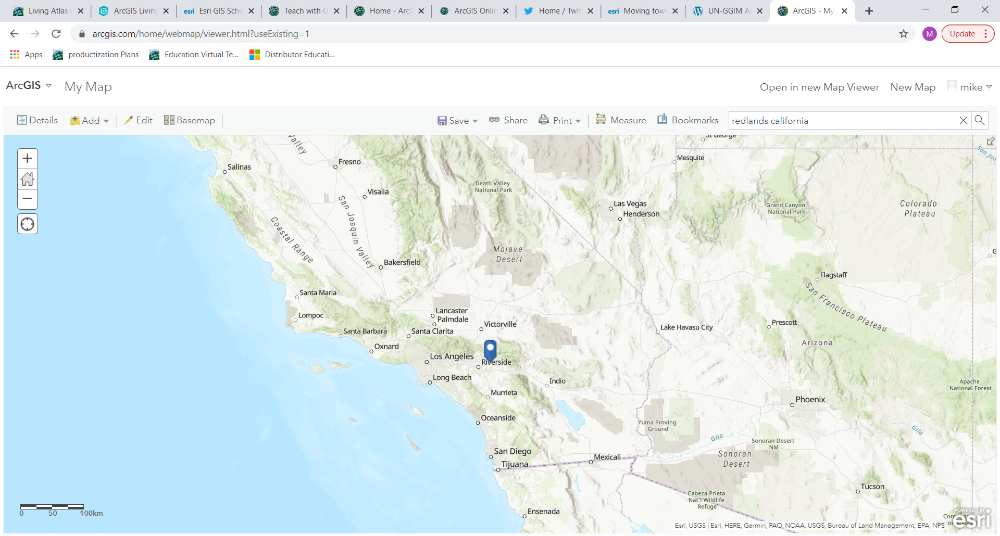 Living Atlas
ArcGIS Living
Esri GIS Scho
Teach with G
Home - ArcG
ArcGIS Onlin
Home / Twit
esri Moving tow
UN-GGIM A
ArcGIS - My
arcgis.com/home/webmap/viewer.html?useExisting=1
M
Update
Apps
productization Plans
Education Virtual Te...
Distributor Educati...
ArcGIS
My Map
Open in new Map Viewer
New Map
mike
Details
Add
Edit
Basemap
Save
Share
Print
Measure
Bookmarks
redlands california
Valley
St George
San Jua
Mesquite
Fresno
Salinas
Death Valley
National Park
Visalia
San Joaquin Valley
Las Vegas
Henderson
Grand Canyon
National Park
Colorado
Plateau
Coastal Range
Mojave
Desert
G
Bakersfield
Flagstaff
San Francisco Plateau
Santa Maria
Lancaster
Palmdale
Lompoc
Victorville
Prescott
Lake Havasu City
Santa Barbara
Santa Clarita
Arizona
Oxnard
Los Angeles
Riverside
Long Beach
Indio
Apache
National Forest
Murrieta
Phoenix
Oceanside
Yuma Proving
Ground
Gila
Gila
Sonoran Desert
NM
San Diego
Sonoran
Desert
Mexicali
Tijuana
Tucson
Cabeza Prieta
Nat'l Wildlife
Refuge
Ensenada
0 50 100km
POWERED BY
esri
Esri, USGS | Esri, HERE, Garmin, FAO, NOAA, USGS, Bureau of Land Management, EPA, NPS